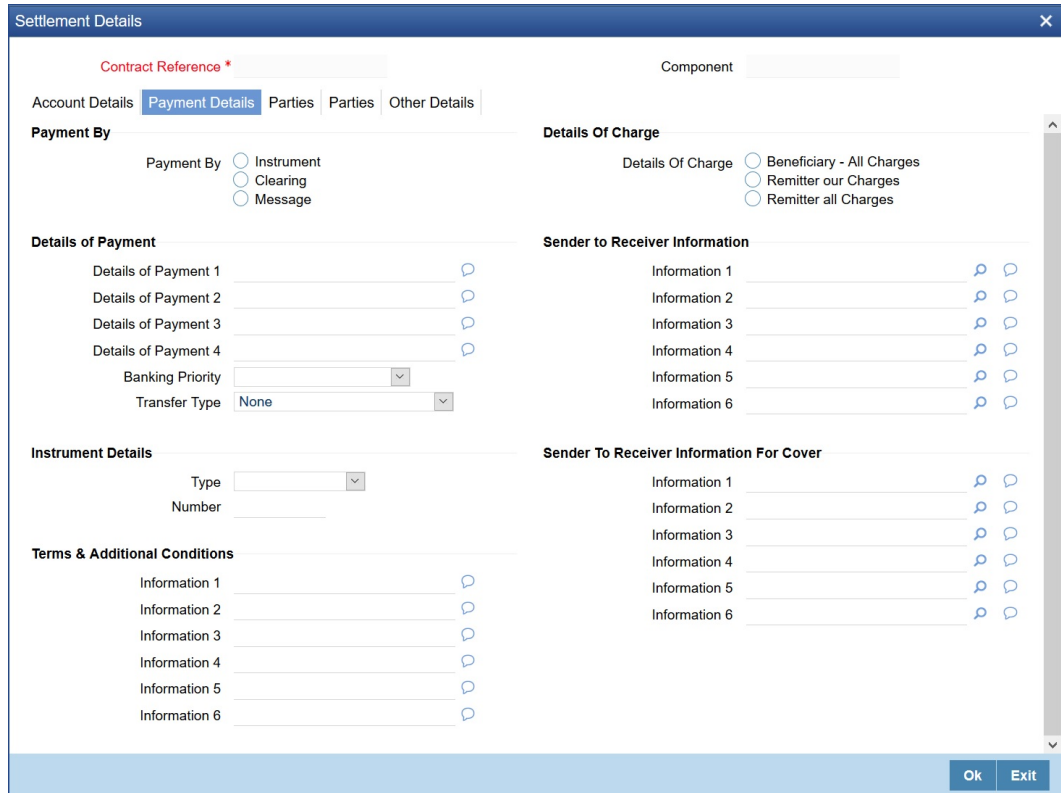 Settlement Details
Contract Reference *
Component
Account Details Payment Details Parties Parties Other Details
Payment By
Payment By Instrument
Clearing
Message
Details Of Charge
Details Of Charge Beneficiary - All Charges
Remitter our Charges
Remitter all Charges
Details of Payment
Details of Payment 1
Details of Payment 2
Details of Payment 3
Details of Payment 4
Banking Priority
Transfer Type None
Sender to Receiver Information
Information 1
Information 2
Information 3
Information 4
Information 5
Information 6
Instrument Details
Type
Number
Sender To Receiver Information For Cover
Information 1
Information 2
Information 3
Information 4
Information 5
Information 6
Terms & Additional Conditions
Information 1
Information 2
Information 3
Information 4
Information 5
Information 6
Ok Exit